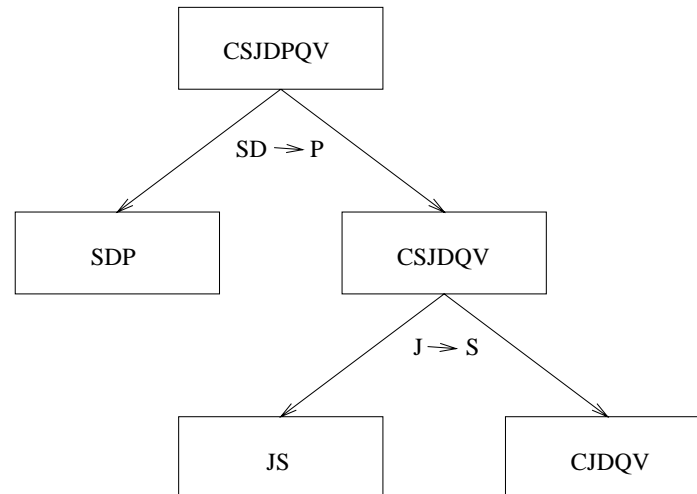 CSJDPQV
SD → P
SDP
CSJDQV
J → S
JS
CJDQV